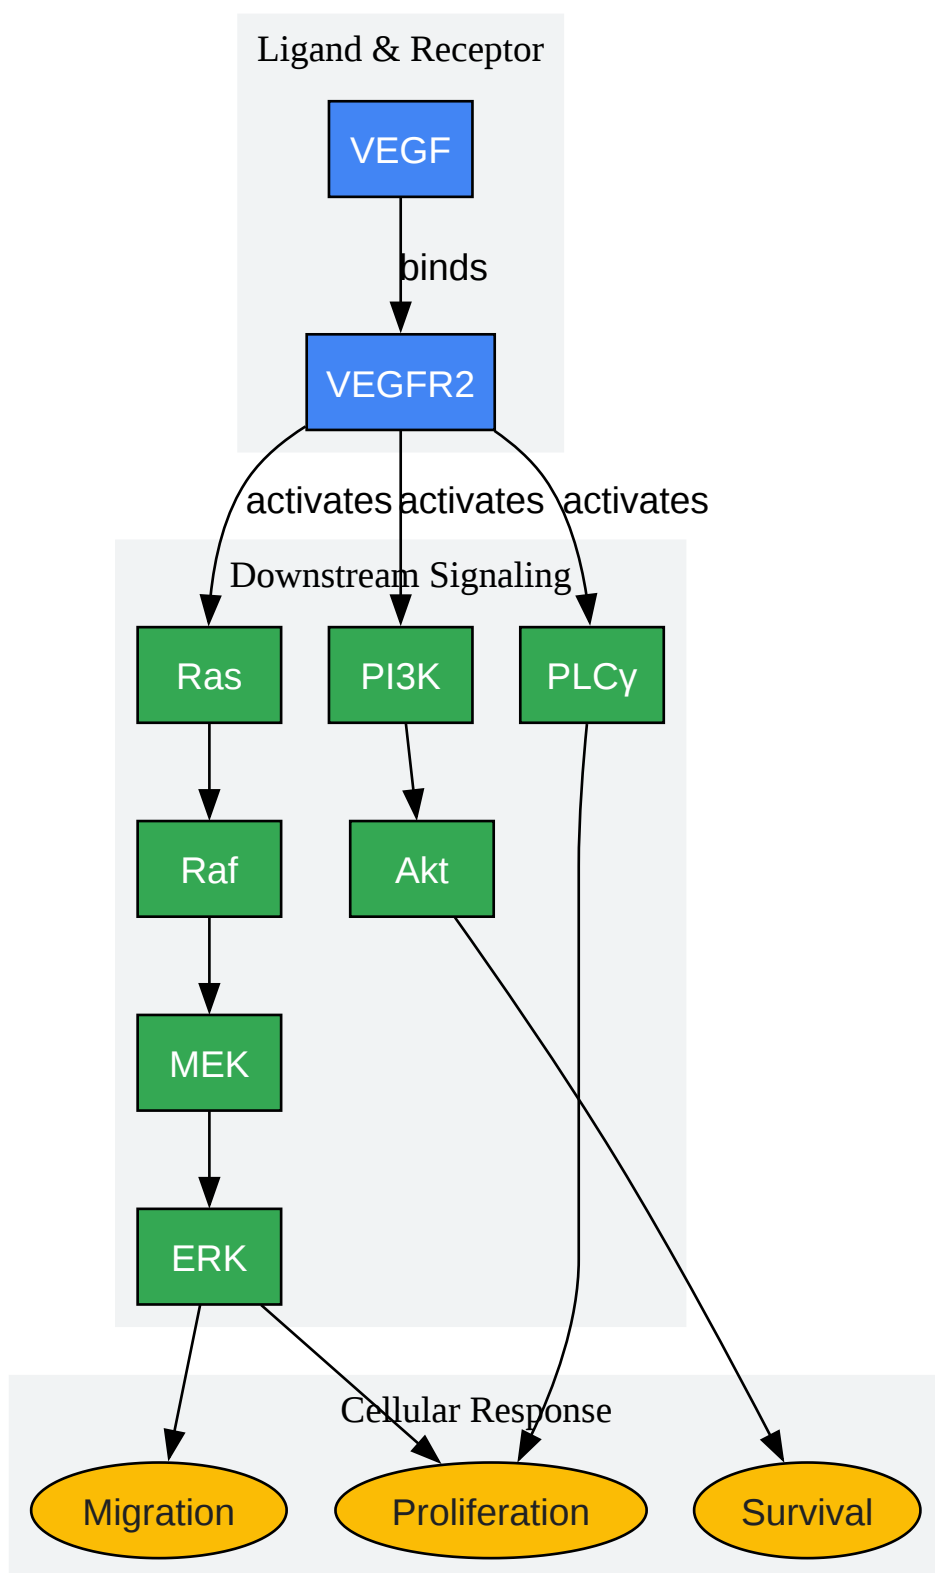 Ligand & Receptor
VEGF
binds
VEGFR2
activates activates activates
Downstream Signaling
Ras PI3K PLCγ
Raf Akt
MEK
ERK
Cellular Response
Migration Proliferation Survival